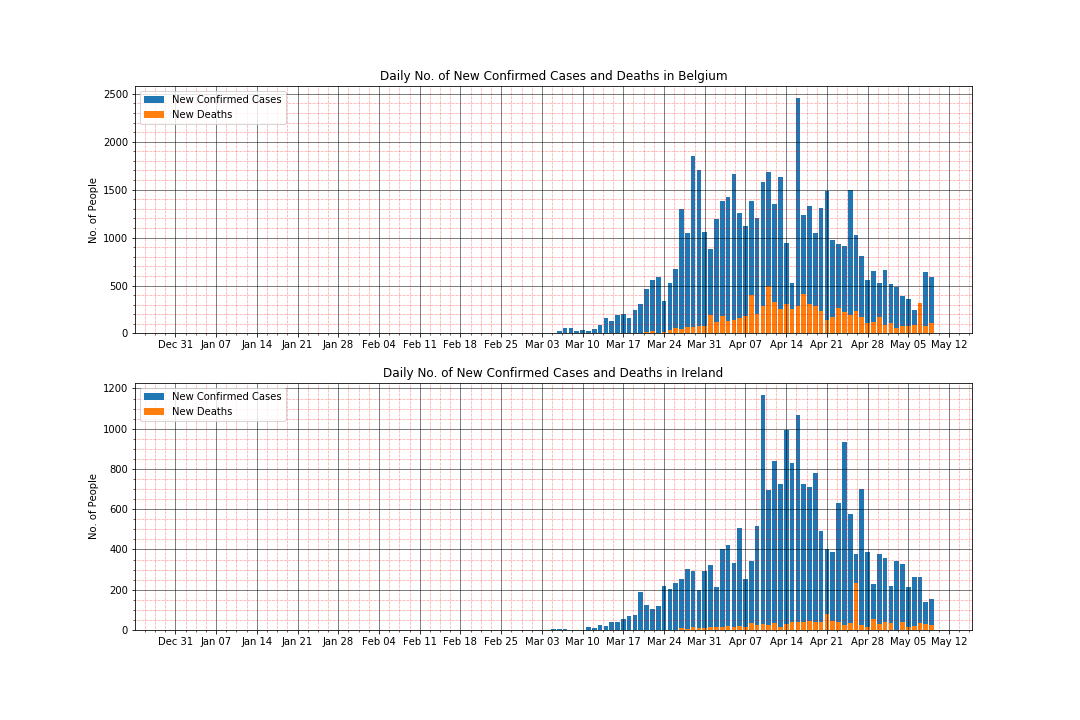 Daily No. of New Confirmed Cases and Deaths in Belgium
New Confirmed Cases
New Deaths
No. of People
2500
2000
1500
1000
500
0
Dec 31 Jan 07 Jan 14 Jan 21 Jan 28 Feb 04 Feb 11 Feb 18 Feb 25 Mar 03 Mar 10 Mar 17 Mar 24 Mar 31 Apr 07 Apr 14 Apr 21 Apr 28 May 05 May 12
Daily No. of New Confirmed Cases and Deaths in Ireland
New Confirmed Cases
New Deaths
No. of People
1200
1000
800
600
400
200
0
Dec 31 Jan 07 Jan 14 Jan 21 Jan 28 Feb 04 Feb 11 Feb 18 Feb 25 Mar 03 Mar 10 Mar 17 Mar 24 Mar 31 Apr 07 Apr 14 Apr 21 Apr 28 May 05 May 12